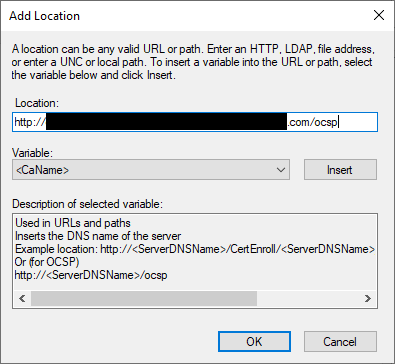 Add Location
A location can be any valid URL or path. Enter an HTTP, LDAP, file address,
or enter a UNC or local path. To insert a variable into the URL or path, select
the variable below and click Insert.
Location:
http:// .com/ocsp
Variable:
<CaName>
Insert
Description of selected variable:
Used in URLs and paths
Inserts the DNS name of the server
Example location: http://<ServerDNSName>/CertEnroll/<ServerDNSName>
Or (for OCSP)
http://<ServerDNSName>/ocsp
OK
Cancel